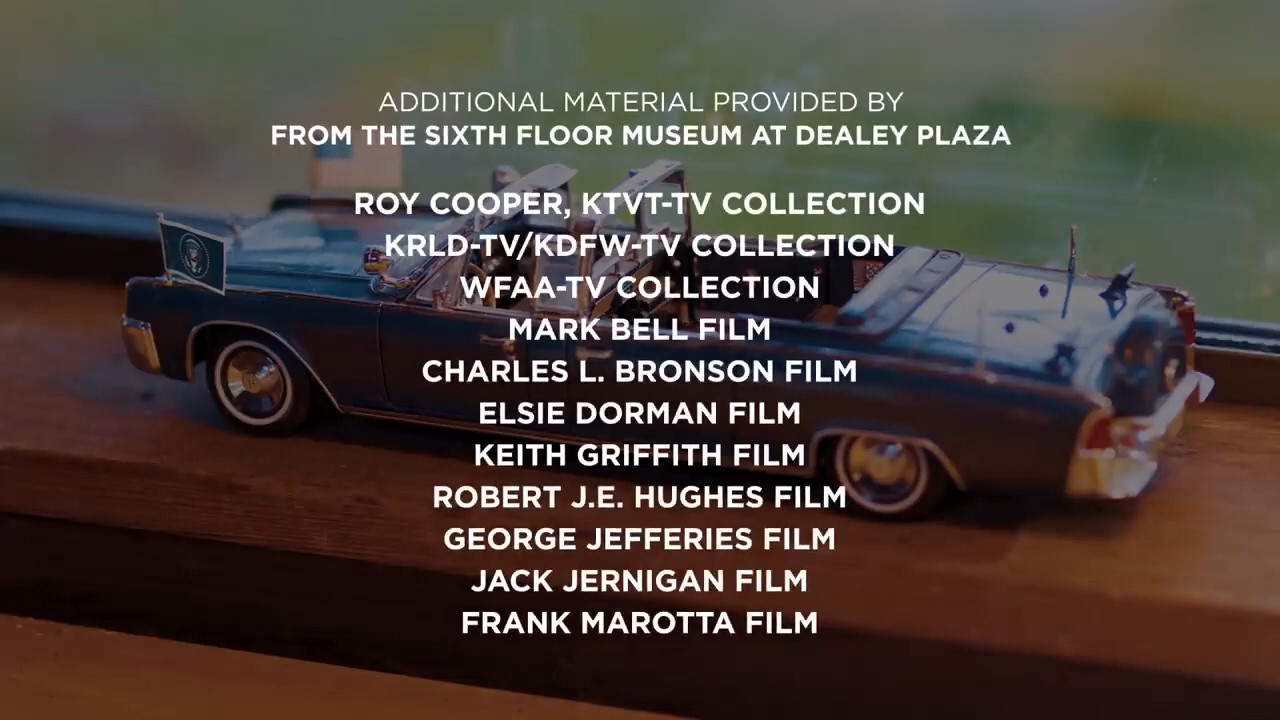 ADDITIONAL MATERIAL PROVIDED BY
FROM THE SIXTH FLOOR MUSEUM AT DEALEY PLAZA
ROY COOPER, KTVT-TV COLLECTION
KRLD-TV/KDFW-TV COLLECTION
WFAA-TV COLLECTION
MARK BELL FILM
CHARLES L. BRONSON FILM
ELSIE DORMAN FILM
KEITH GRIFFITH FILM
ROBERT J.E. HUGHES FILM
GEORGE JEFFERIES FILM
JACK JERNIGAN FILM
FRANK MAROTTA FILM